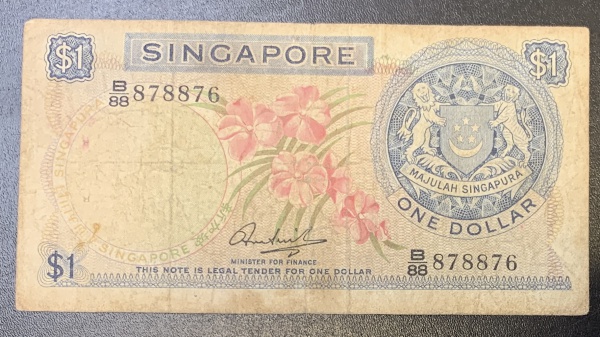 $1
SINGAPORE
$1
B/88 878876
MAJULAH SINGAPURA
ONE DOLLAR
SINGAPORE
B/88 878876
MINISTER FOR FINANCE
$1
THIS NOTE IS LEGAL TENDER FOR ONE DOLLAR